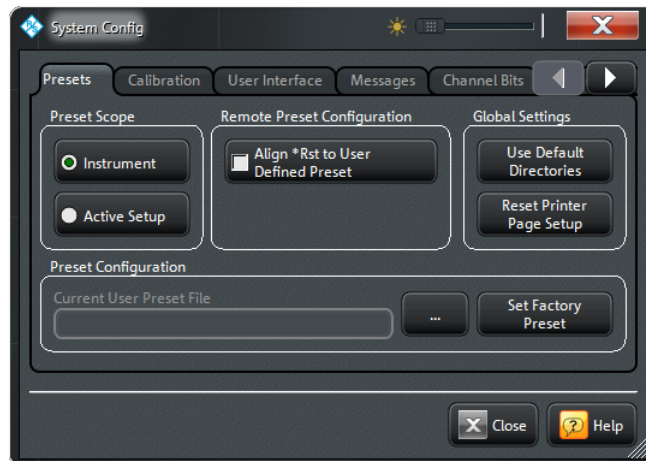 System Config
Presets
Calibration
User Interface
Messages
Channel Bits
Preset Scope
Instrument
Active Setup
Remote Preset Configuration
Align *Rst to User
Defined Preset
Global Settings
Use Default
Directories
Reset Printer
Page Setup
Preset Configuration
Current User Preset File
...
Set Factory
Preset
Close
Help